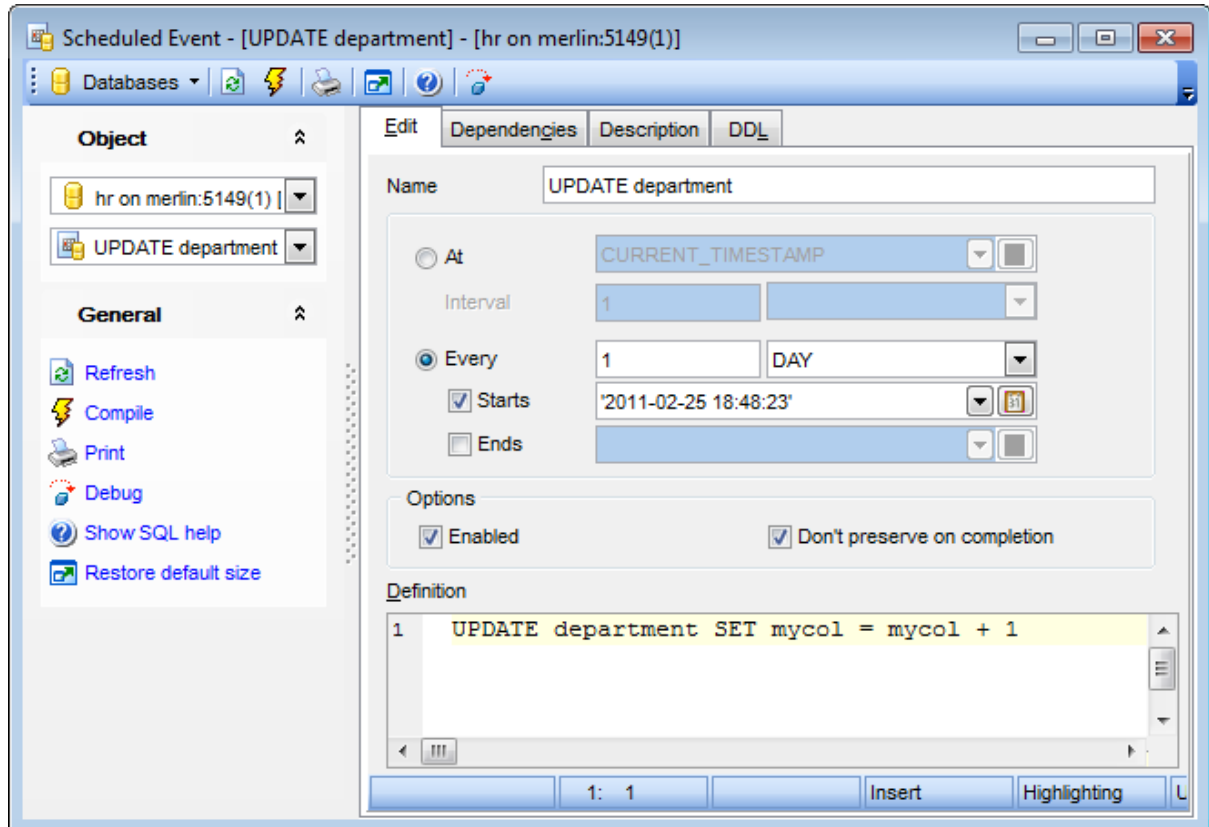 Scheduled Event - [UPDATE department] - [hr on merlin:5149(1)]
Databases
Object
hr on merlin:5149(1) [
UPDATE department
General
Refresh
Compile
Print
Debug
Show SQL help
Restore default size
Edit Dependencies Description DDL
Name UPDATE department
At CURRENT_TIMESTAMP
Interval 1
Every 1 DAY
Starts '2011-02-25 18:48:23' 31
Ends
Options
Enabled Don't preserve on completion
Definition
1 UPDATE department SET mycol = mycol + 1
1: 1 Insert Highlighting U